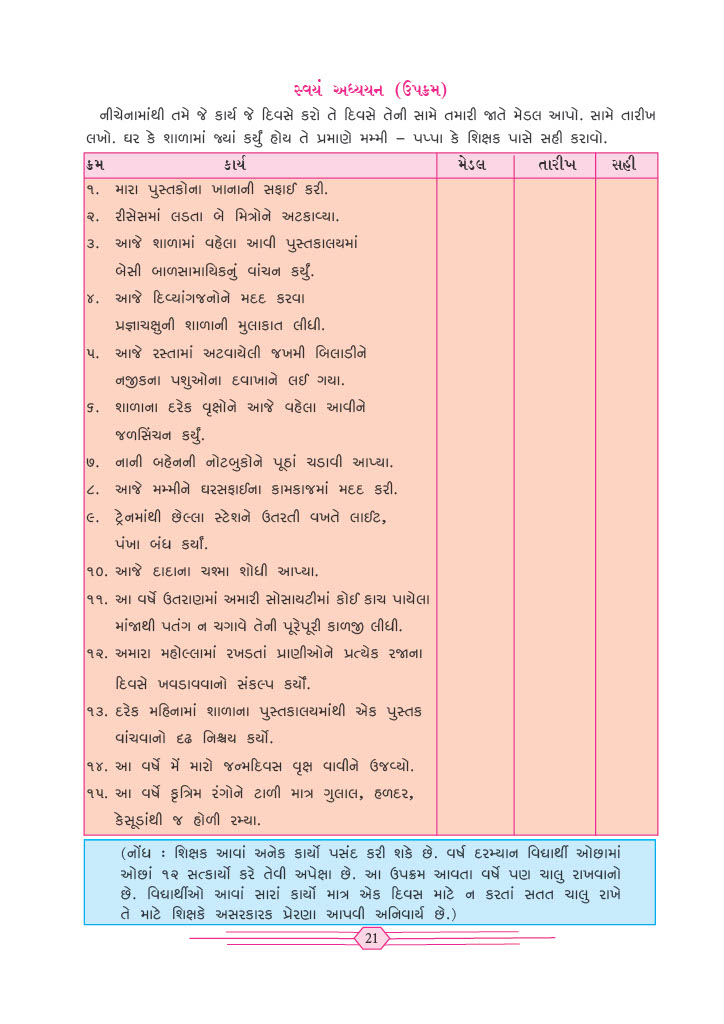 સ્વયં અધ્યયન (ઉપક્રમ)
નીચેનામાંથી તમે જે કાર્ય જે દિવસે કરો તે દિવસે તેની સામે તમારી જાતે મેડલ આપો. સામે તારીખ
લખો. ઘર કે શાળામાં જ્યાં કર્યું હોય તે પ્રમાણે મમ્મી – પપ્પા કે શિક્ષક પાસે સહી કરાવો.
ક્રમ કાર્ય મેડલ તારીખ સહી
૧. મારા પુસ્તકોના ખાનાની સફાઈ કરી.
૨. રીસેસમાં લડતા બે મિત્રોને અટકાવ્યા.
૩. આજે શાળામાં વહેલા આવી પુસ્તકાલયમાં
બેસી બાળસામાયિકનું વાંચન કર્યું.
૪. આજે દિવ્યાંગજનોને મદદ કરવા
પ્રજ્ઞાચક્ષુની શાળાની મુલાકાત લીધી.
૫. આજે રસ્તામાં અટવાયેલી જખમી બિલાડીને
નજીકના પશુઓના દવાખાને લઈ ગયા.
૬. શાળાના દરેક વૃક્ષોને આજે વહેલા આવીને
જળસિંચન કર્યું.
૭. નાની બહેનની નોટબુકોને પૂઠાં ચડાવી આપ્યા.
૮. આજે મમ્મીને ઘરસફાઈના કામકાજમાં મદદ કરી.
૯. ટ્રેનમાંથી છેલ્લા સ્ટેશને ઉતરતી વખતે લાઈટ,
પંખા બંધ કર્યાં.
૧૦. આજે દાદાના ચશ્મા શોધી આપ્યા.
૧૧. આ વર્ષે ઉતરાણમાં અમારી સોસાયટીમાં કોઈ કાચ પાયેલા
માંજાથી પતંગ ન ચગાવે તેની પૂરેપૂરી કાળજી લીધી.
૧૨. અમારા મહોલ્લામાં રખડતાં પ્રાણીઓને પ્રત્યેક રજાના
દિવસે ખવડાવવાનો સંકલ્પ કર્યો.
૧૩. દરેક મહિનામાં શાળાના પુસ્તકાલયમાંથી એક પુસ્તક
વાંચવાનો દઢ નિશ્ચય કર્યો.
૧૪. આ વર્ષે મેં મારો જન્મદિવસ વૃક્ષ વાવીને ઉજવ્યો.
૧૫. આ વર્ષે કૃત્રિમ રંગોને ટાળી માત્ર ગુલાલ, હળદર,
કેસૂડાંથી જ હોળી રમ્યા.
(નોંધ : શિક્ષક આવાં અનેક કાર્યો પસંદ કરી શકે છે. વર્ષ દરમ્યાન વિદ્યાર્થી ઓછામાં
ઓછાં ૧૨ સત્કાર્યો કરે તેવી અપેક્ષા છે. આ ઉપક્રમ આવતા વર્ષે પણ ચાલુ રાખવાનો
છે. વિદ્યાર્થીઓ આવાં સારાં કાર્યો માત્ર એક દિવસ માટે ન કરતાં સતત ચાલુ રાખે
તે માટે શિક્ષકે અસરકારક પ્રેરણા આપવી અનિવાર્ય છે.)
21